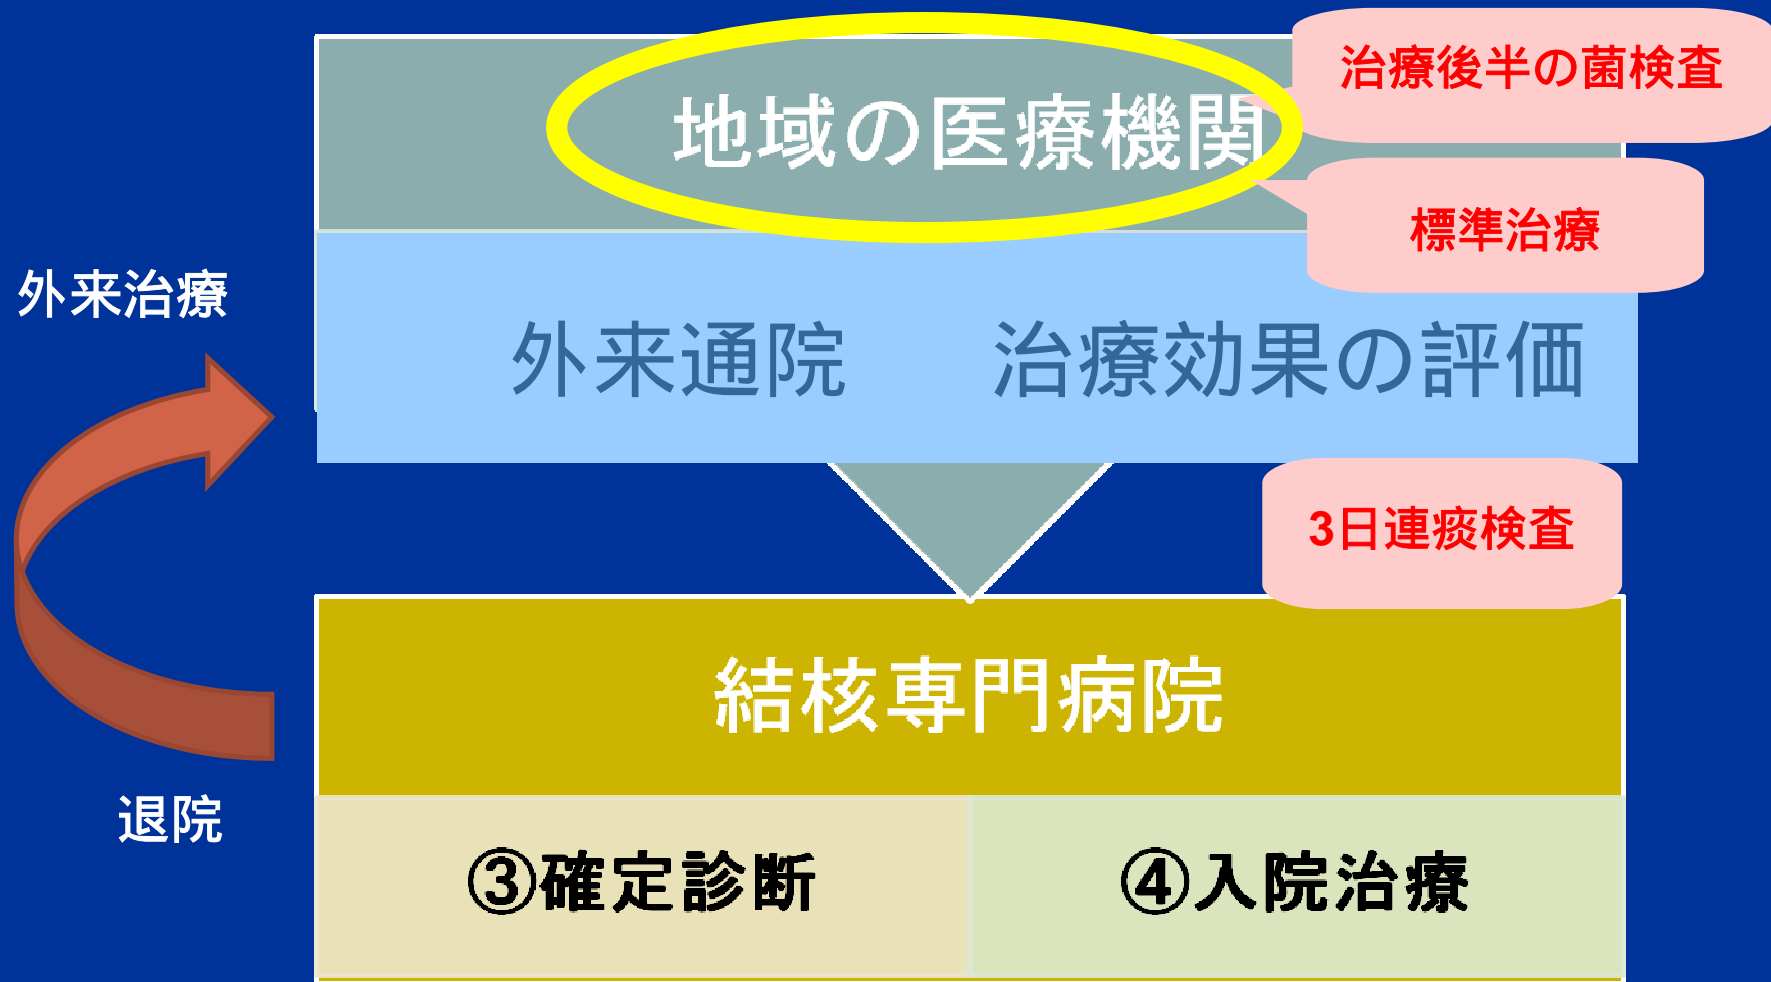 治療後半の菌検査
地域の医療機関
標準治療
外来治療
外来通院　治療効果の評価
3日連痰検査
結核専門病院
退院
③確定診断
④入院治療